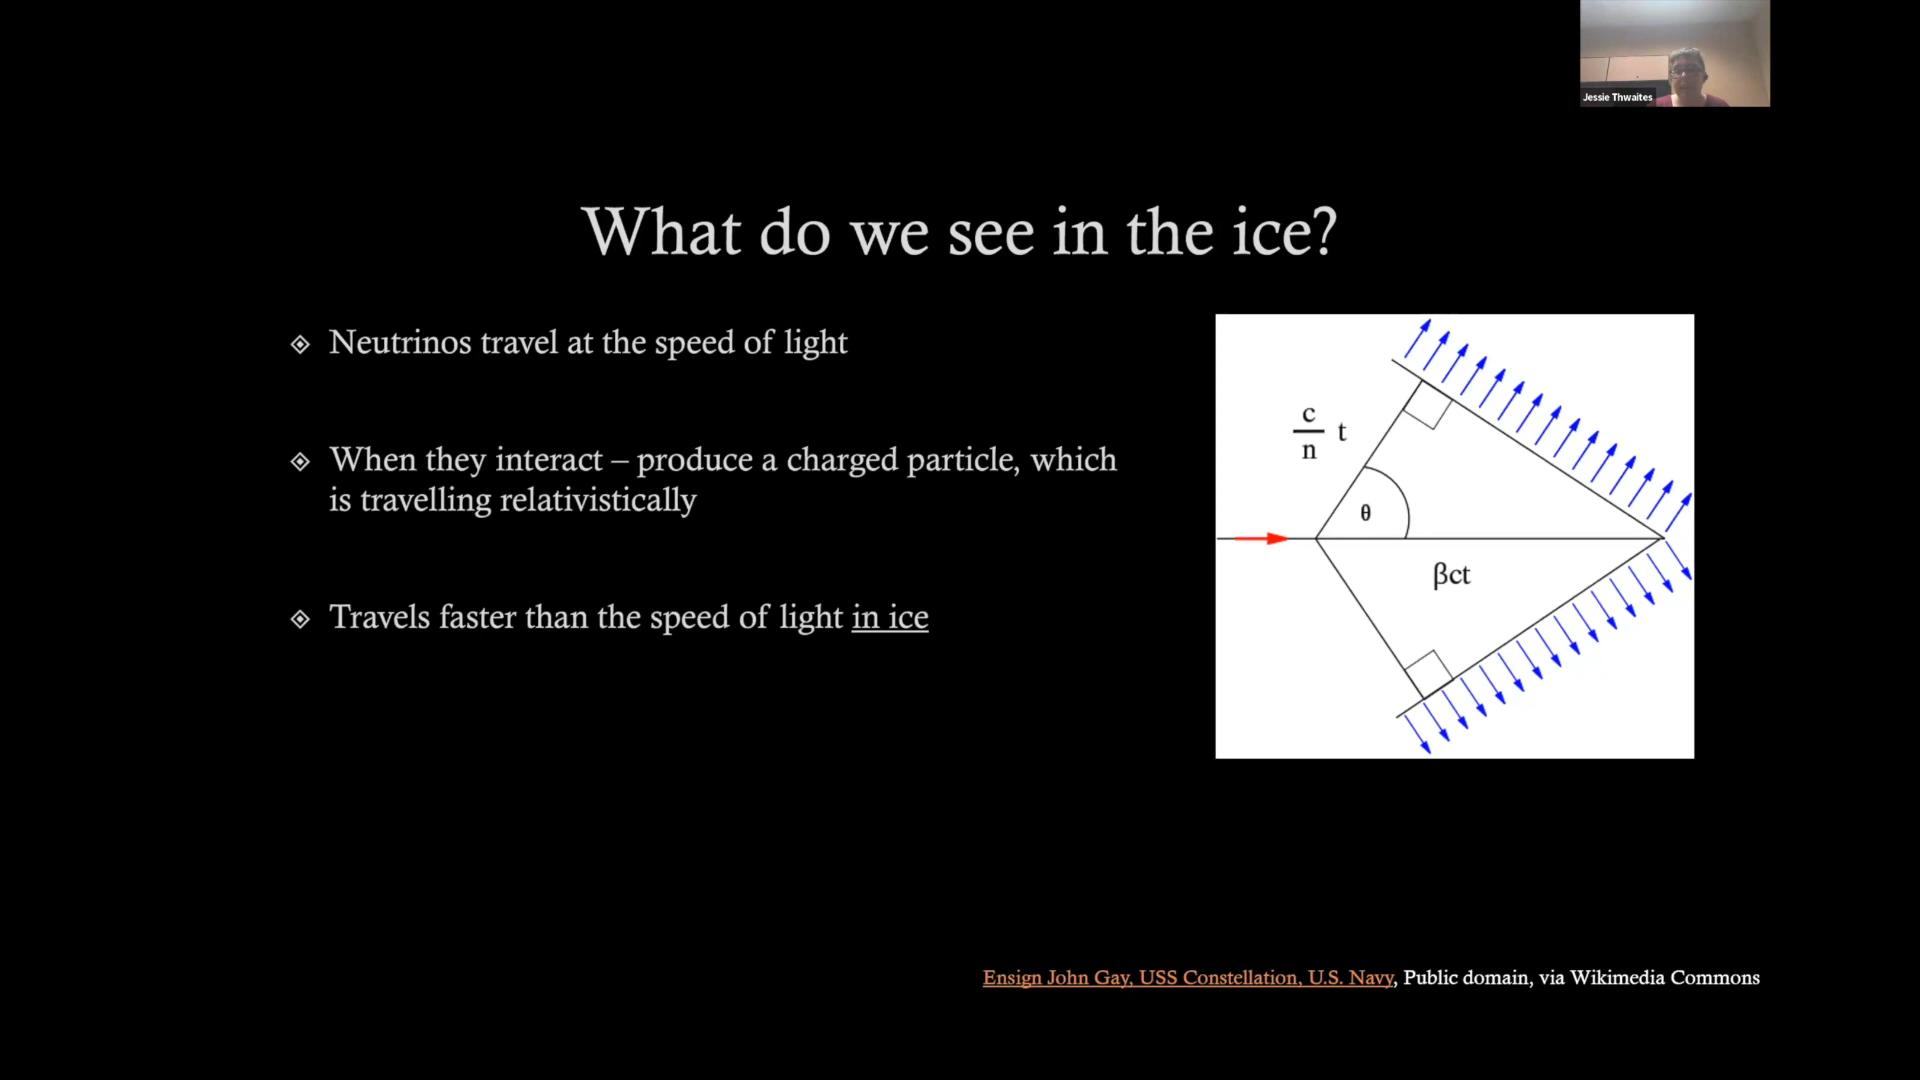 Jessie Thwaites
What do we see in the ice?
Neutrinos travel at the speed of light
When they interact – produce a charged particle, which
is travelling relativistically
Travels faster than the speed of light in ice
c
n
t
θ
βct
Ensign John Gay, USS Constellation, U.S. Navy, Public domain, via Wikimedia Commons